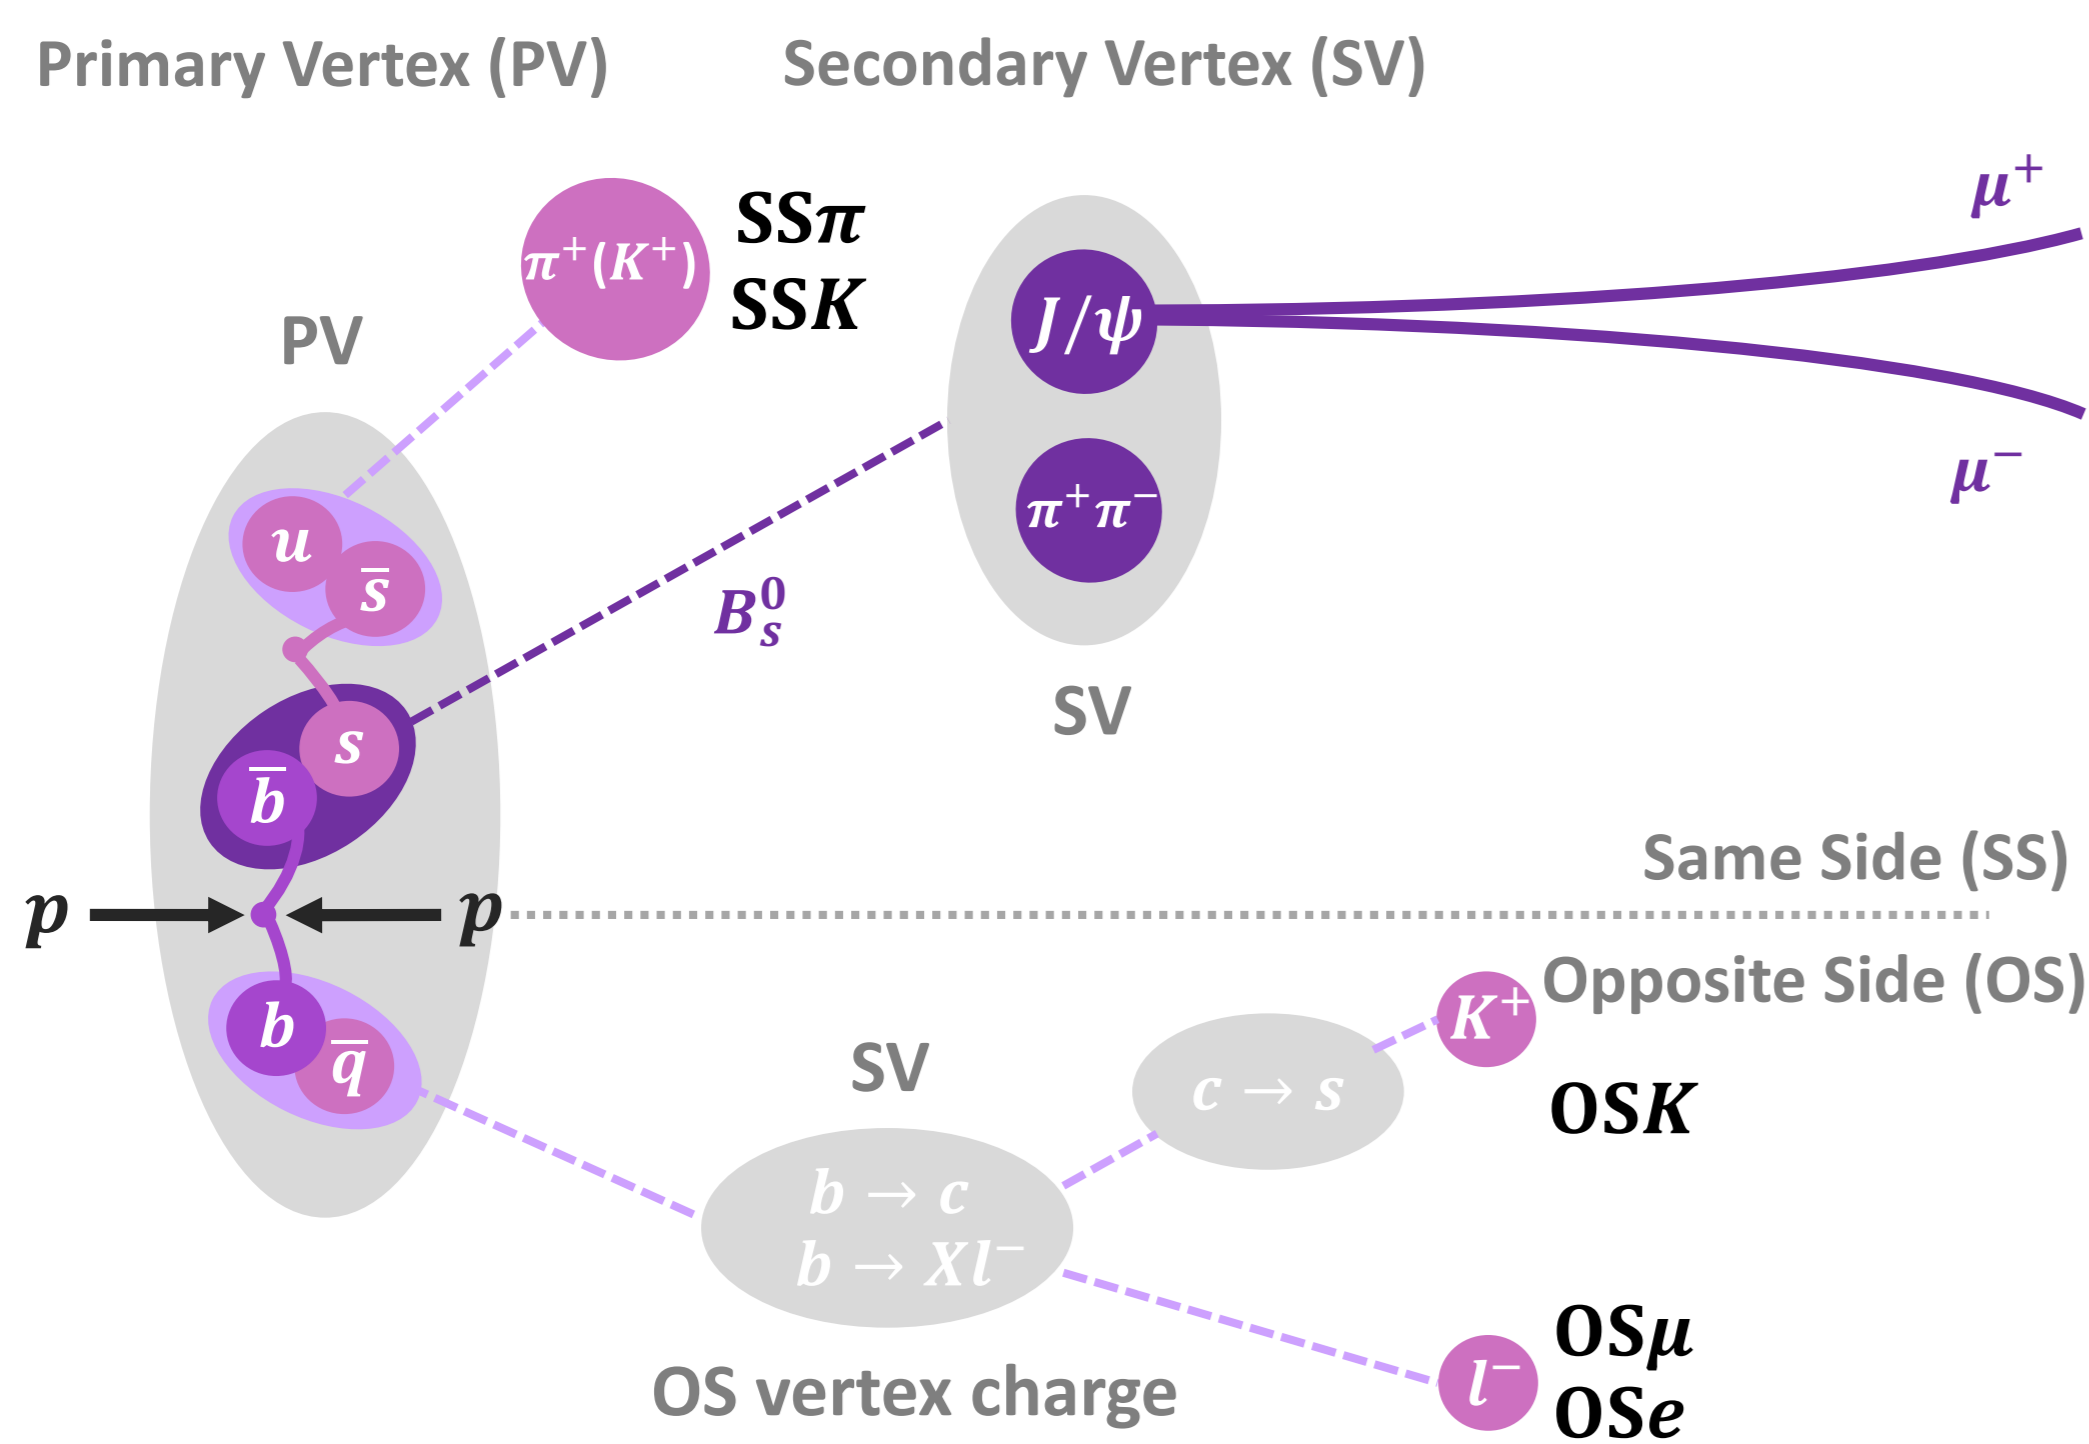 Primary Vertex (PV)
Secondary Vertex (SV)
π⁺(K⁺)
SSπ
SSK
μ⁺
J/ψ
PV
π⁺π⁻
μ⁻
u
s̅
B⁰ₛ
SV
s
b̅
Same Side (SS)
p
p
Opposite Side (OS)
K⁺
b
q̅
SV
c → s
OSK
b → c
b → Xl⁻
OSμ
l⁻
OSe
OS vertex charge